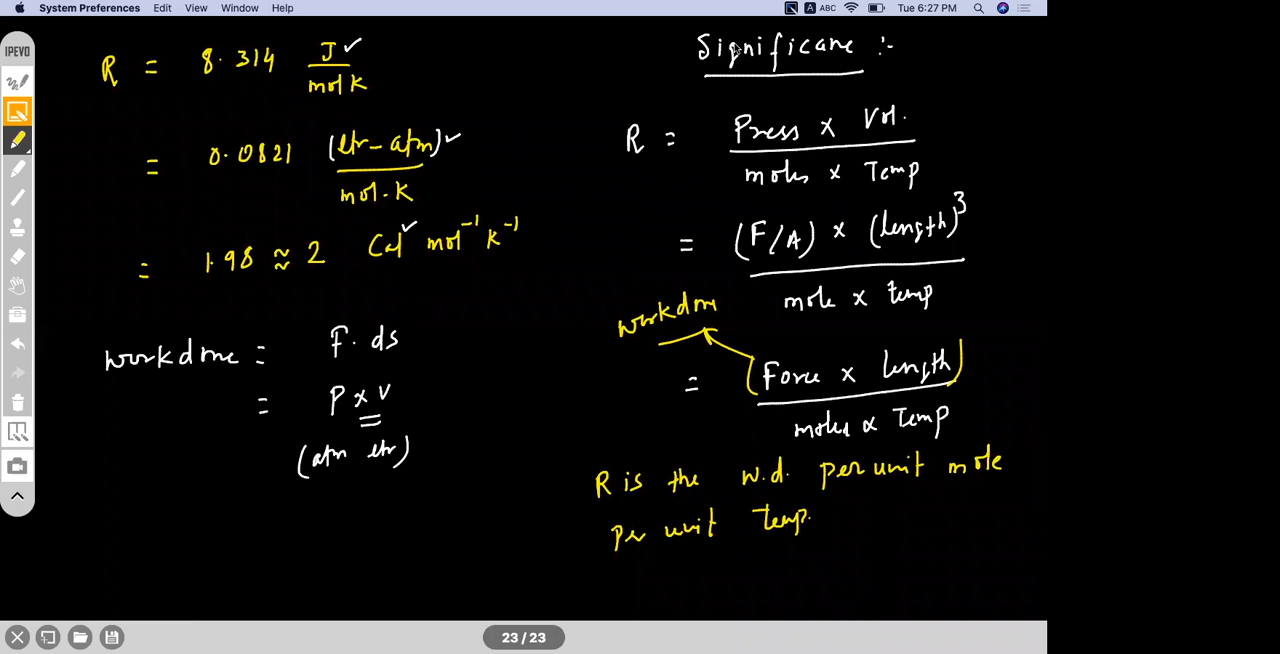 System Preferences Edit View Window Help
A ABC Tue 6:27 PM
IPEVO
R = 8.314 J
mol K
= 0.0821 (ltr - atm)
mol. K
= 1.98 ≈ 2 Cal mol⁻¹ K⁻¹
workdone = F. ds
= P x V
(atm ltr)
Significane :-
R = Press x Vol.
moles x Temp
= (F/A) x (length)³
mole x temp
workdone
= (Force x length)
moles x Temp
R is the w.d. per unit mole
per unit temp.
23 / 23